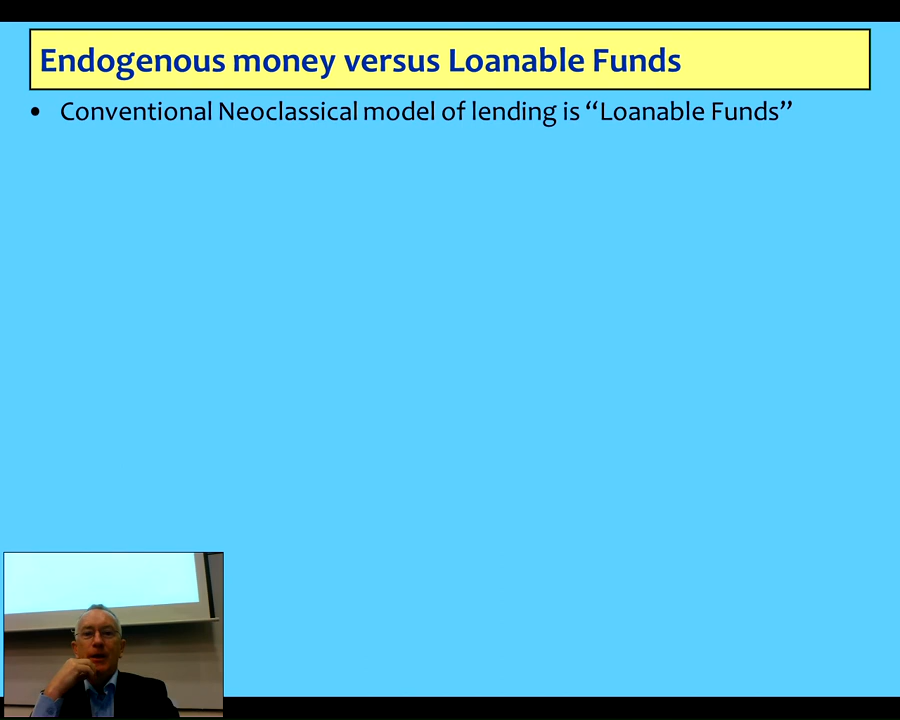 Endogenous money versus Loanable Funds
• Conventional Neoclassical model of lending is “Loanable Funds”